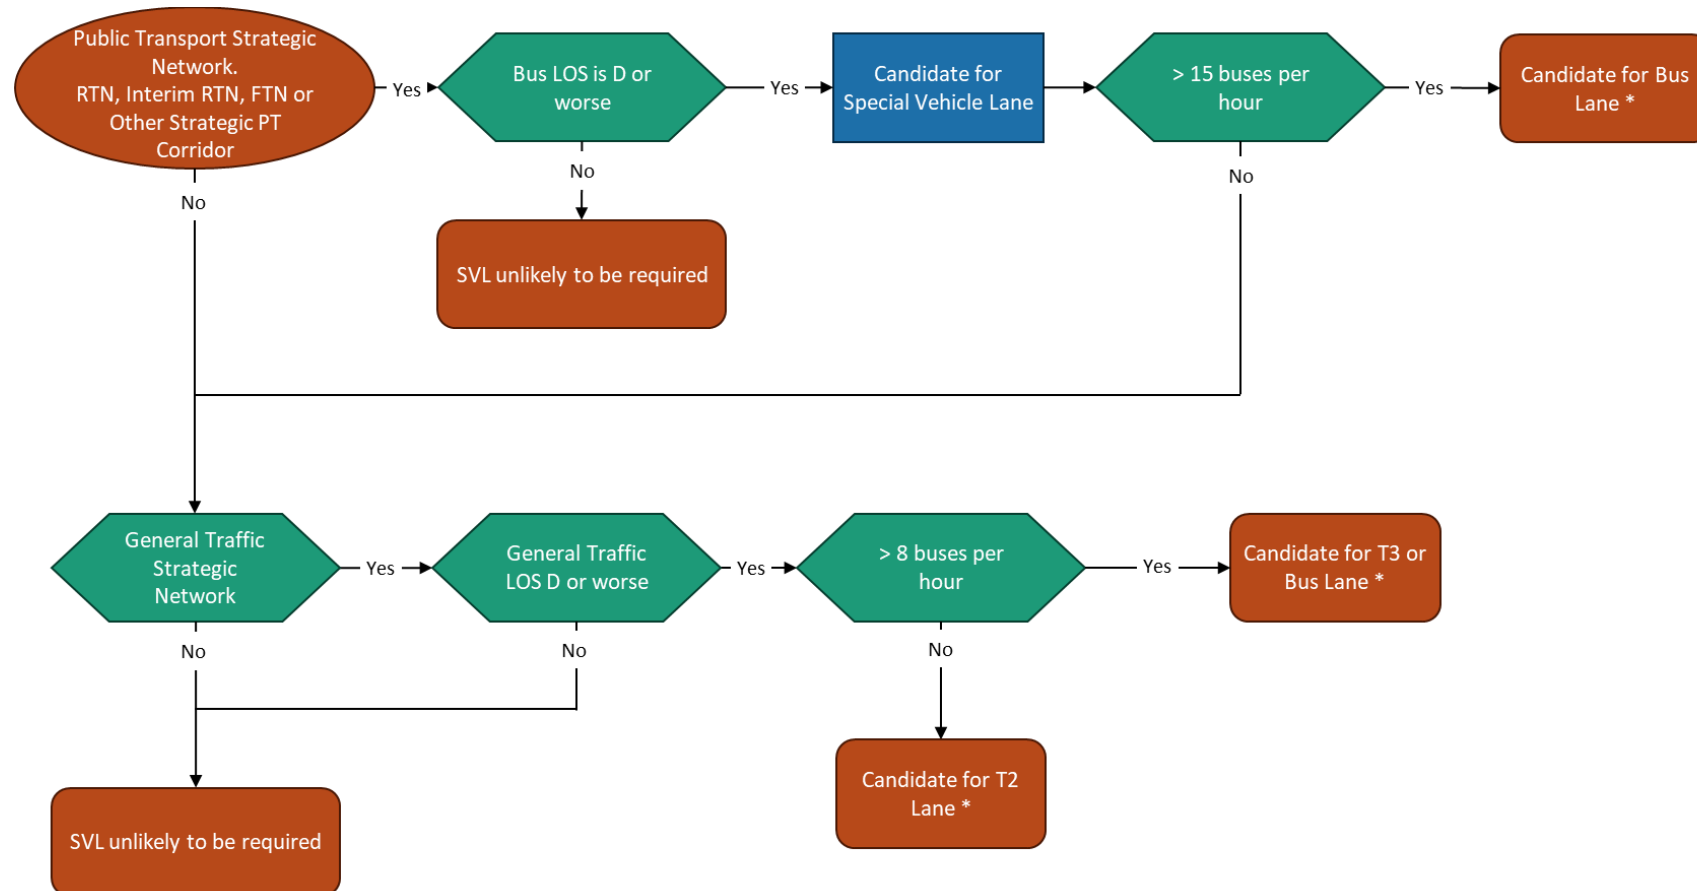 Public Transport Strategic
Network.
RTN, Interim RTN, FTN or
Other Strategic PT
Corridor
Yes
Bus LOS is D or
worse
Yes
Candidate for
Special Vehicle Lane
> 15 buses per
hour
Yes
Candidate for Bus
Lane *
No
No
No
SVL unlikely to be required
General Traffic
Strategic
Network
Yes
General Traffic
LOS D or worse
Yes
> 8 buses per
hour
Yes
Candidate for T3 or
Bus Lane *
No
No
No
Candidate for T2
Lane *
SVL unlikely to be required